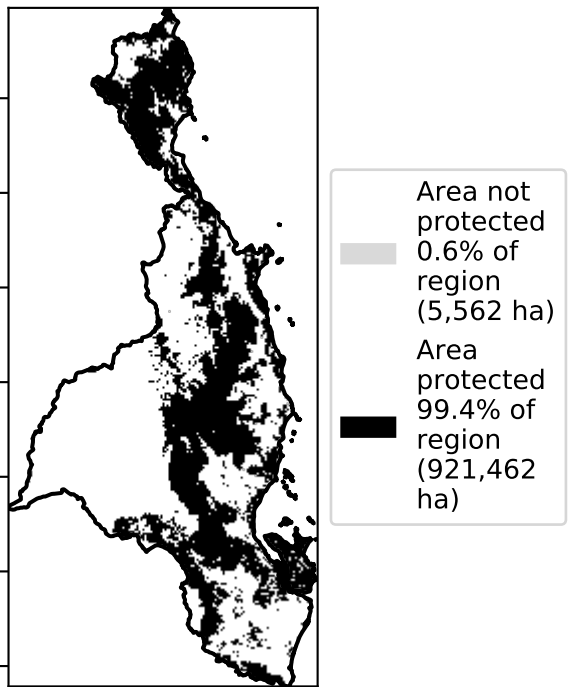 Area not
protected
0.6% of
region
(5,562 ha)
Area
protected
99.4% of
region
(921,462
ha)